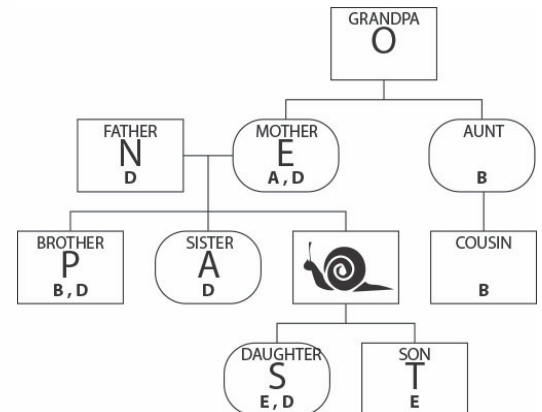 GRANDPA
O
FATHER
N
D
MOTHER
E
A , D
AUNT
B
BROTHER
P
B , D
SISTER
A
D
COUSIN
B
DAUGHTER
S
E , D
SON
T
E